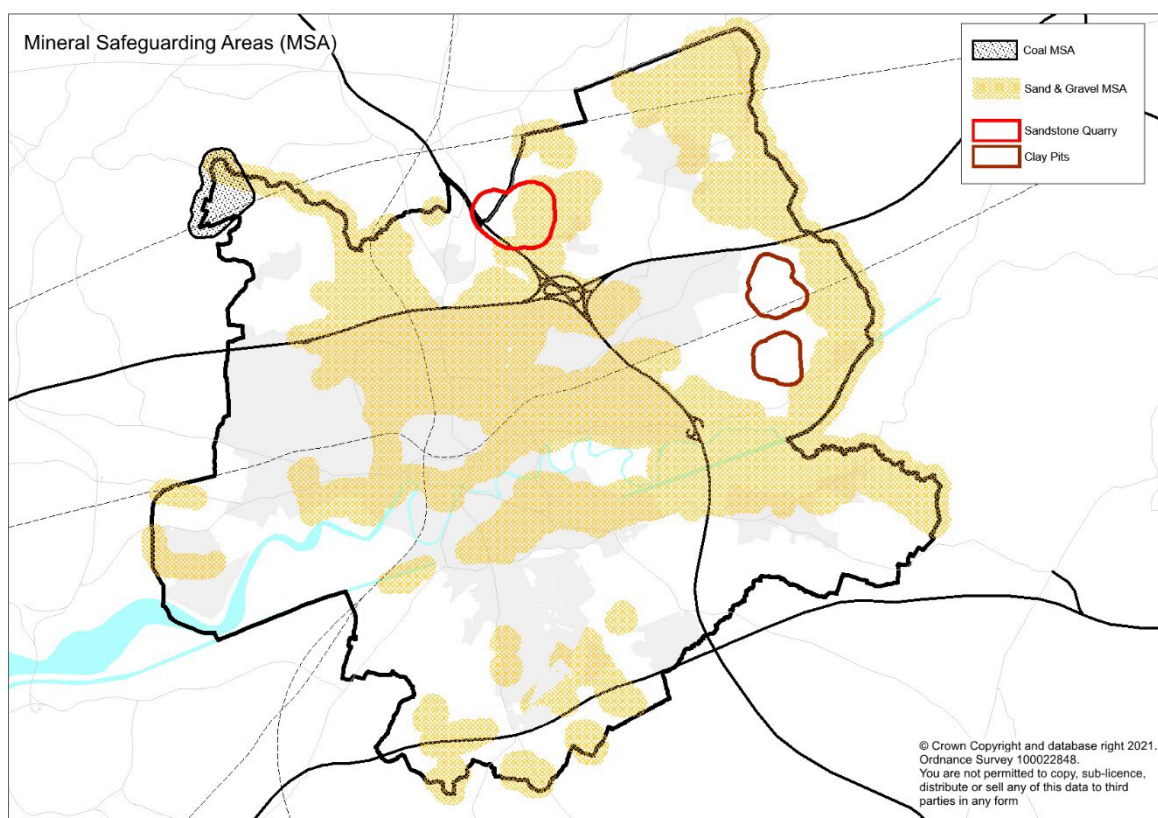 Mineral Safeguarding Areas (MSA)
Coal MSA
Sand & Gravel MSA
Sandstone Quarry
Clay Pits
© Crown Copyright and database right 2021.
Ordnance Survey 100022848.
You are not permitted to copy, sub-licence,
distribute or sell any of this data to third
parties in any form